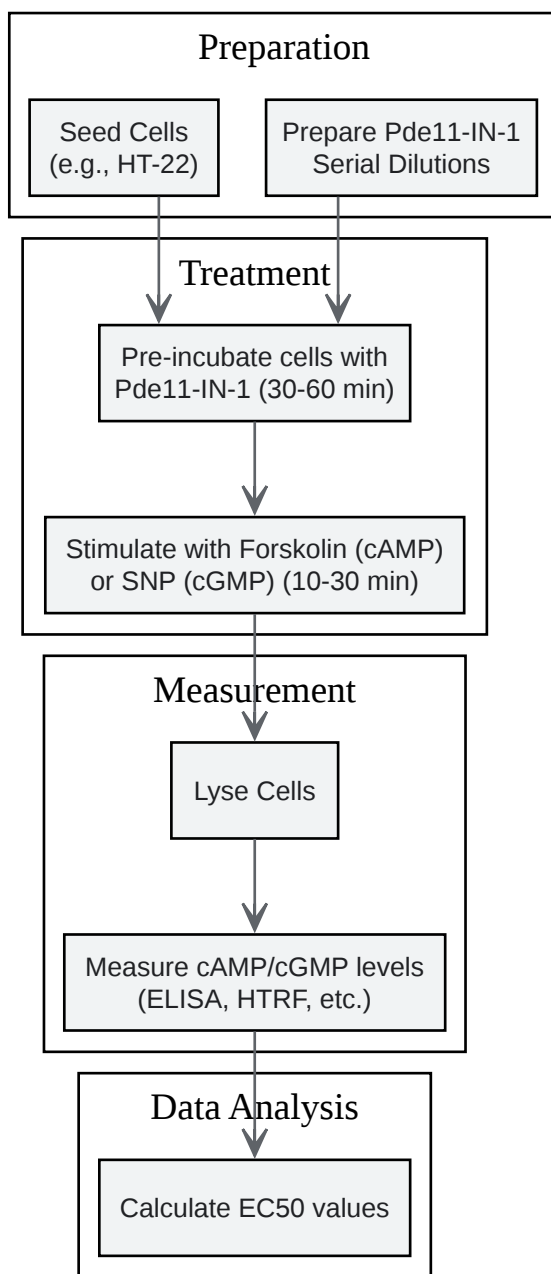 Preparation
Seed Cells
(e.g., HT-22)
Prepare Pde11-IN-1
Serial Dilutions
Treatment
Pre-incubate cells with
Pde11-IN-1 (30-60 min)
Stimulate with Forskolin (cAMP)
or SNP (cGMP) (10-30 min)
Measurement
Lyse Cells
Measure cAMP/cGMP levels
(ELISA, HTRF, etc.)
Data Analysis
Calculate EC50 values